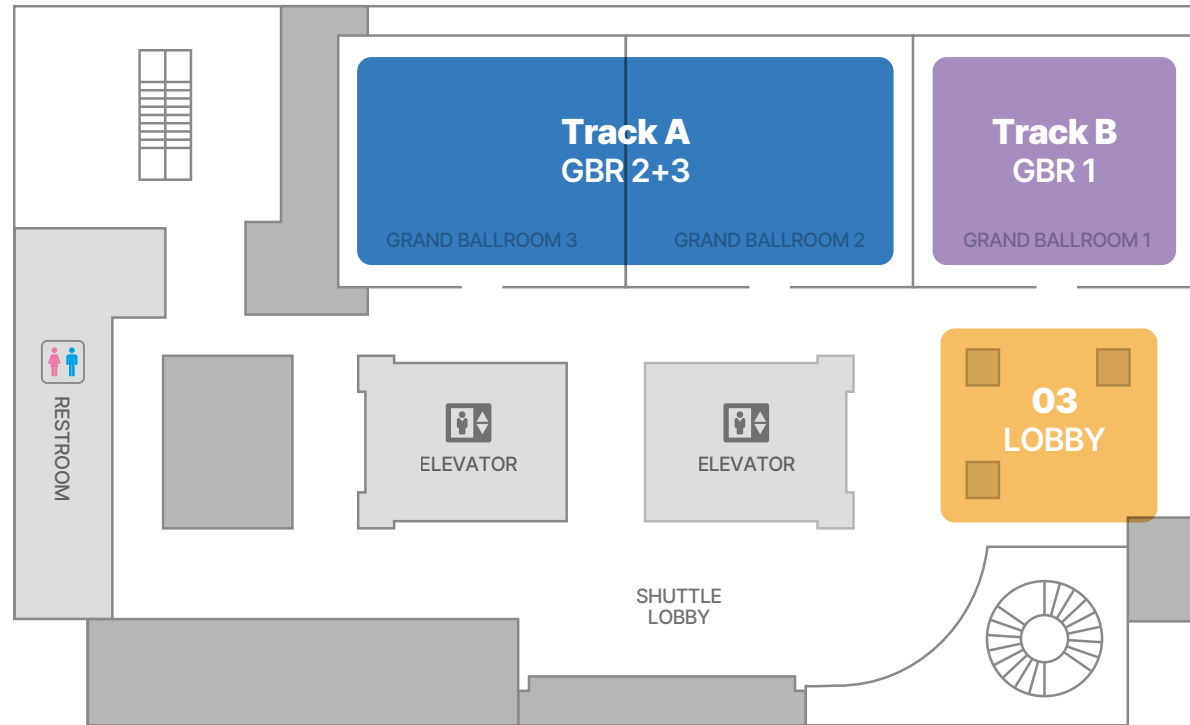 Track A
GBR 2+3
GRAND BALLROOM 3
GRAND BALLROOM 2
Track B
GBR 1
GRAND BALLROOM 1
RESTROOM
ELEVATOR
ELEVATOR
03
LOBBY
SHUTTLE
LOBBY